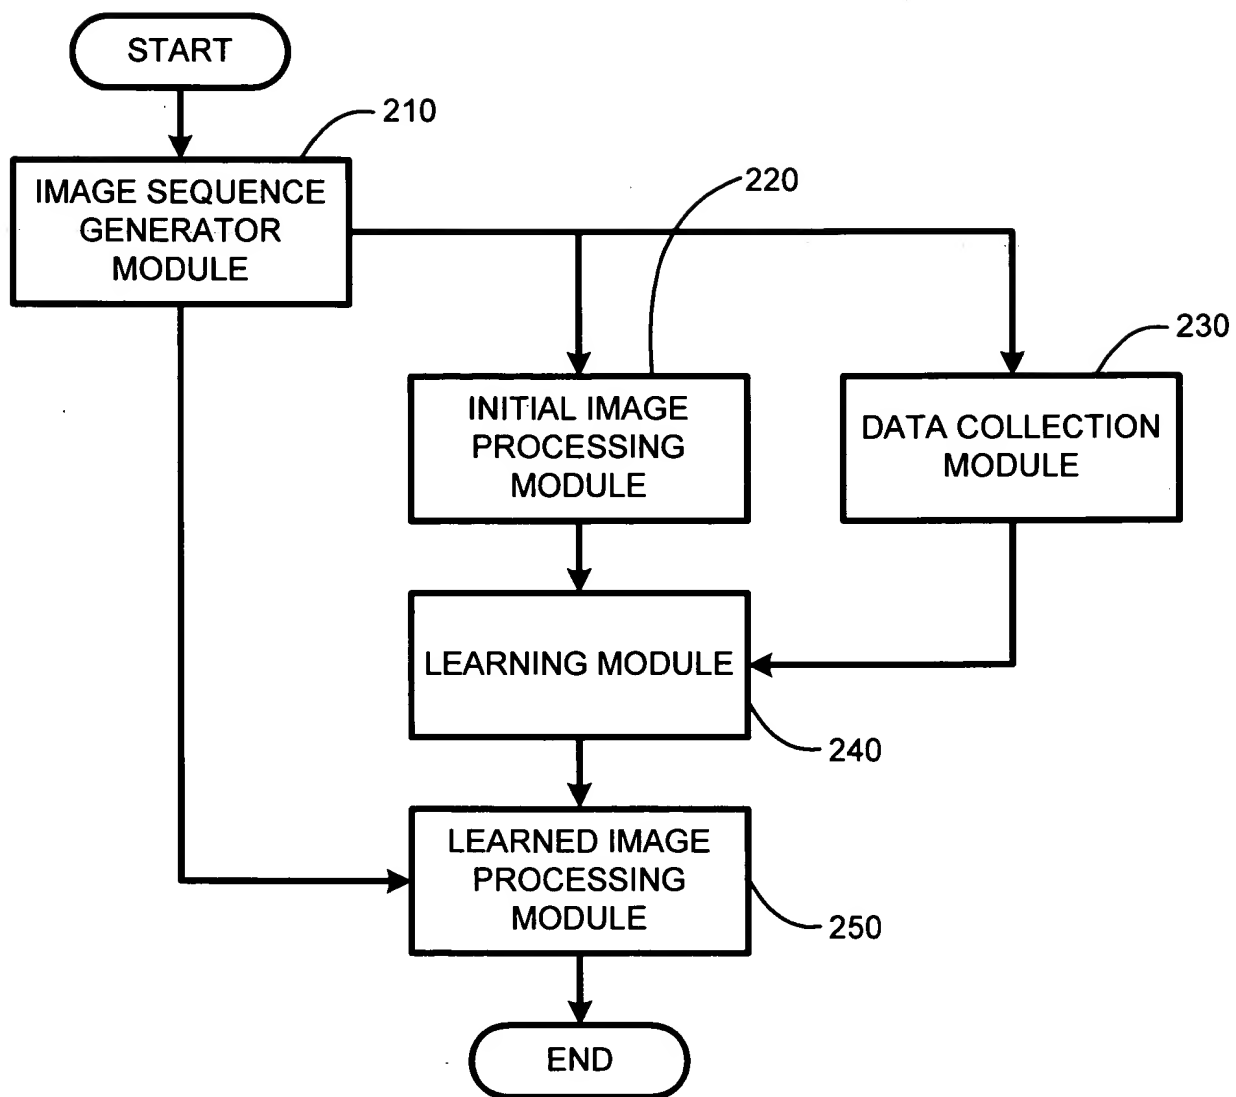 START
210
IMAGE SEQUENCE
GENERATOR
MODULE
220
230
INITIAL IMAGE
PROCESSING
MODULE
DATA COLLECTION
MODULE
LEARNING MODULE
240
LEARNED IMAGE
PROCESSING
MODULE
250
END